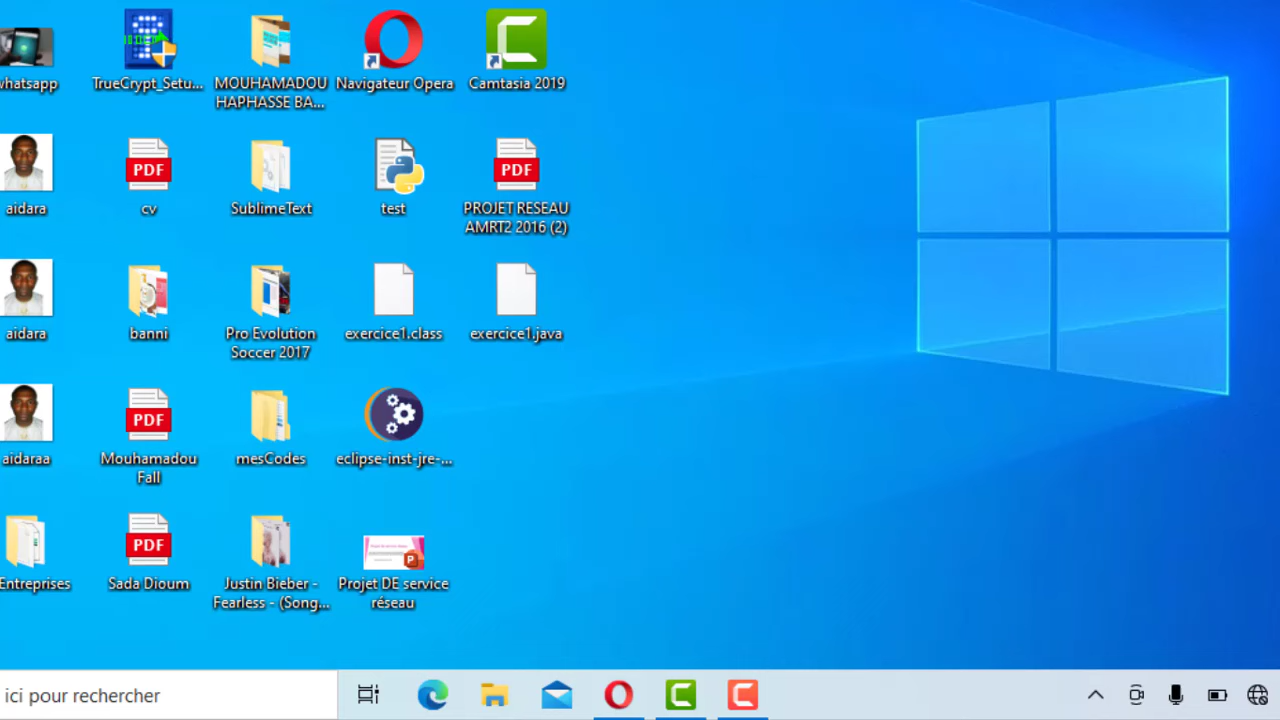 whatsapp
TrueCrypt_Setu...
MOUHAMADOU
HAPHASSE BA...
Navigateur Opera
Camtasia 2019
aidara
PDF
cv
SublimeText
test
PDF
PROJET RESEAU
AMRT2 2016 (2)
aidara
banni
Pro Evolution
Soccer 2017
exercice1.class
exercice1.java
aidaraa
PDF
Mouhamadou
Fall
mesCodes
eclipse-inst-jre-...
Entreprises
PDF
Sada Dioum
Justin Bieber -
Fearless - (Song...
P
Projet DE service
réseau
ici pour rechercher